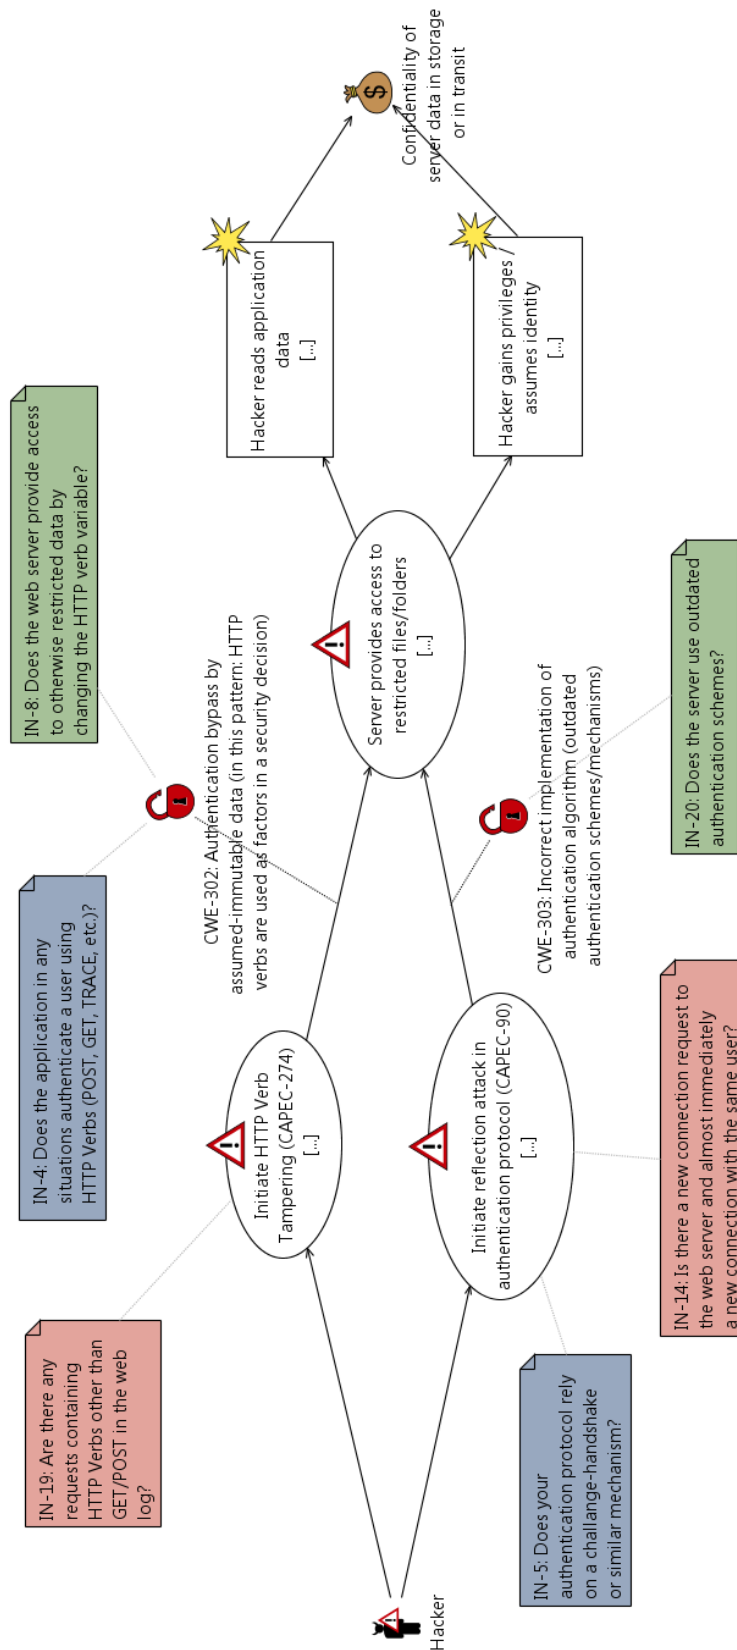 IN-19: Are there any
requests containing
HTTP Verbs other than
GET/POST in the web
log?
IN-4: Does the application in any
situations authenticate a user using
HTTP Verbs (POST, GET, TRACE, etc.)?
IN-8: Does the web server provide access
to otherwise restricted data by
changing the HTTP verb variable?
CWE-302: Authentication bypass by
assumed-immutable data (in this pattern: HTTP
verbs are used as factors in a security decision)
Initiate HTTP Verb
Tampering (CAPEC-274)
[...]
Hacker reads application
data
[...]
Hacker
Server provides access to
restricted files/folders
[...]
$
Confidentiality of
server data in storage
or in transit
Initiate reflection attack in
authentication protocol (CAPEC-90)
[...]
CWE-303: Incorrect implementation of
authentication algorithm (outdated
authentication schemes/mechanisms)
Hacker gains privileges /
assumes identity
[...]
IN-5: Does your
authentication protocol rely
on a challange-handshake
or similar mechanism?
IN-14: Is there a new connection request to
the web server and almost immediately
a new connection with the same user?
IN-20: Does the server use outdated
authentication schemes?